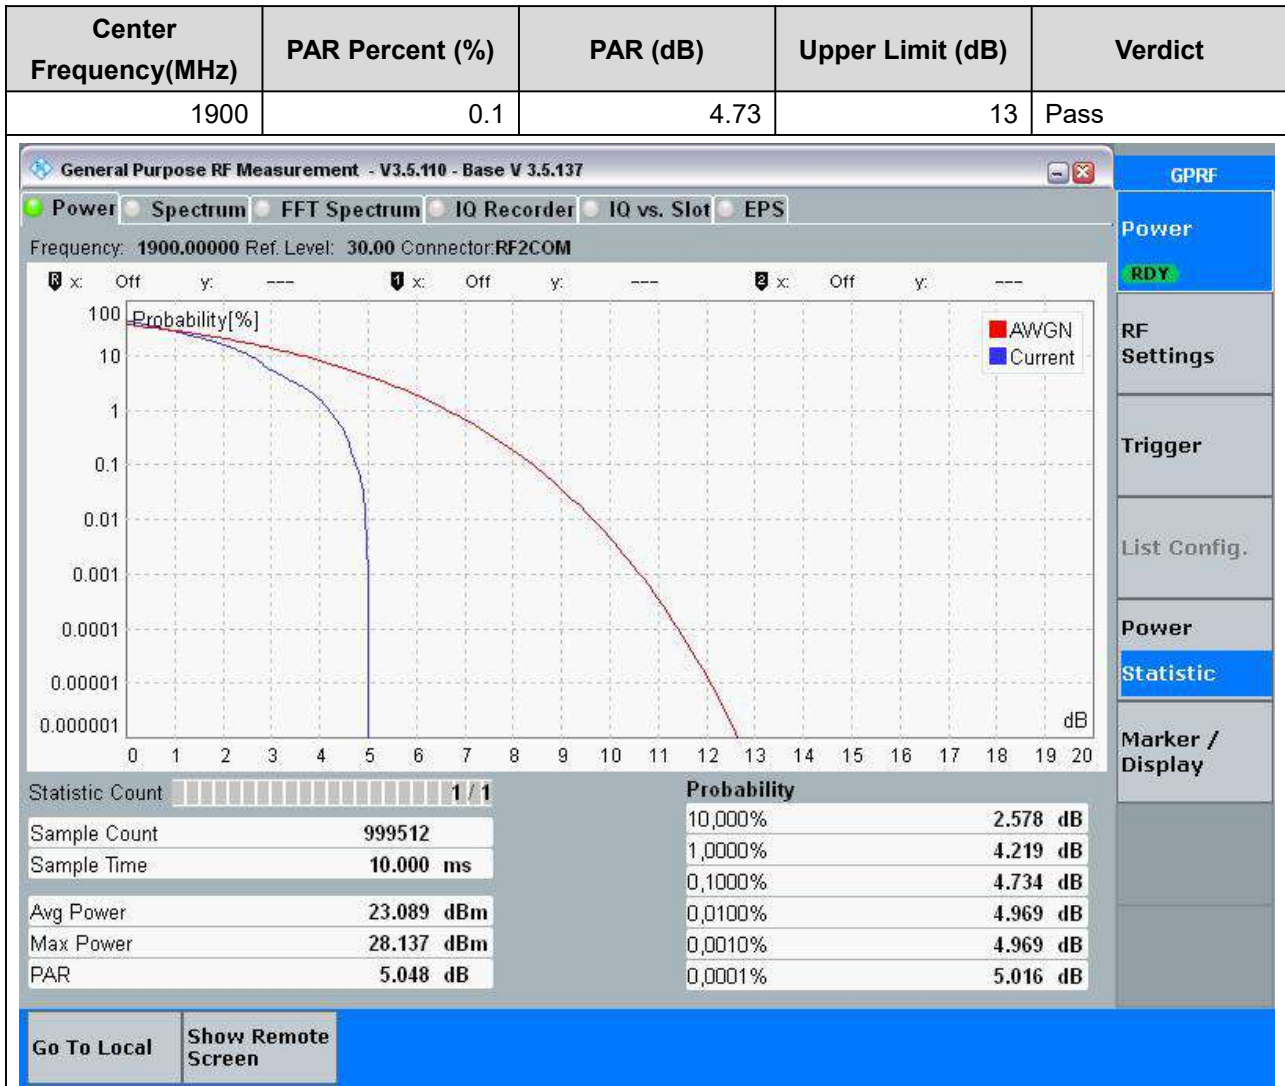 Center Frequency(MHz) PAR Percent (%) PAR (dB) Upper Limit (dB) Verdict
1900 0.1 4.73 13 Pass
General Purpose RF Measurement - V3.5.110 - Base V 3.5.137
GPRF
Power Spectrum FFT Spectrum IQ Recorder IQ vs. Slot EPS
Frequency: 1900.00000 Ref. Level: 30.00 Connector:RF2COM
R x: Off y: --- 1 x: Off y: --- 2 x: Off y: ---
Probability[%]
100
10
1
0.1
0.01
0.001
0.0001
0.00001
0.000001
AWGN
Current
dB
0 1 2 3 4 5 6 7 8 9 10 11 12 13 14 15 16 17 18 19 20
Statistic Count 1 / 1
Sample Count 999512
Sample Time 10.000 ms
Avg Power 23.089 dBm
Max Power 28.137 dBm
PAR 5.048 dB
Probability
10,000% 2.578 dB
1,0000% 4.219 dB
0,1000% 4.734 dB
0,0100% 4.969 dB
0,0010% 4.969 dB
0,0001% 5.016 dB
Power
RDY
RF
Settings
Trigger
List Config.
Power
Statistic
Marker /
Display
Go To Local
Show Remote
Screen